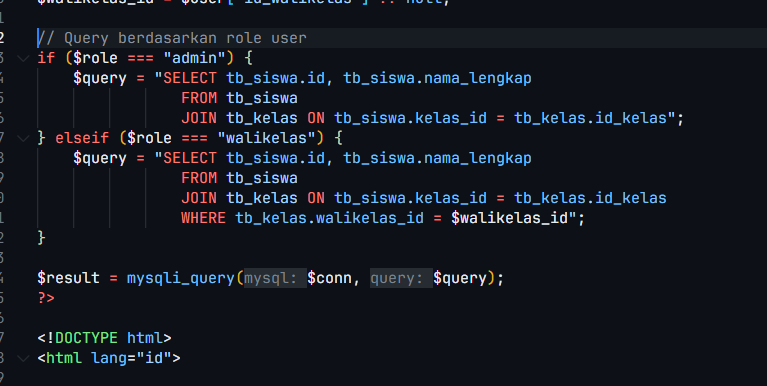 $walikelas_id = $user['id_walikelas'] ?? null;
// Query berdasarkan role user
if ($role === "admin") {
$query = "SELECT tb_siswa.id, tb_siswa.nama_lengkap
FROM tb_siswa
JOIN tb_kelas ON tb_siswa.kelas_id = tb_kelas.id_kelas";
} elseif ($role === "walikelas") {
$query = "SELECT tb_siswa.id, tb_siswa.nama_lengkap
FROM tb_siswa
JOIN tb_kelas ON tb_siswa.kelas_id = tb_kelas.id_kelas
WHERE tb_kelas.walikelas_id = $walikelas_id";
}
$result = mysqli_query(mysql: $conn, query: $query);
?>
<!DOCTYPE html>
<html lang="id">